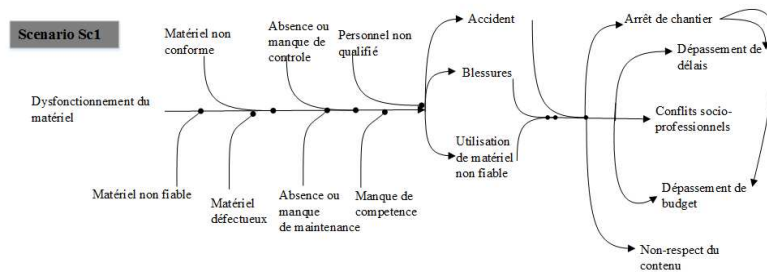 Scenario Sc1
Matériel non
conforme
Absence ou
manque de
controle
Personnel non
qualifié
Dysfonctionnement du
matériel
Matériel non fiable
Matériel
défectueux
Absence ou
manque
de maintenance
Manque de
competence
Accident
Blessures
Utilisation
de matériel
non fiable
Arrêt de chantier
Dépassement de
délais
Conflits socio-
professionnels
Dépassement de
budget
Non-respect du
contenu